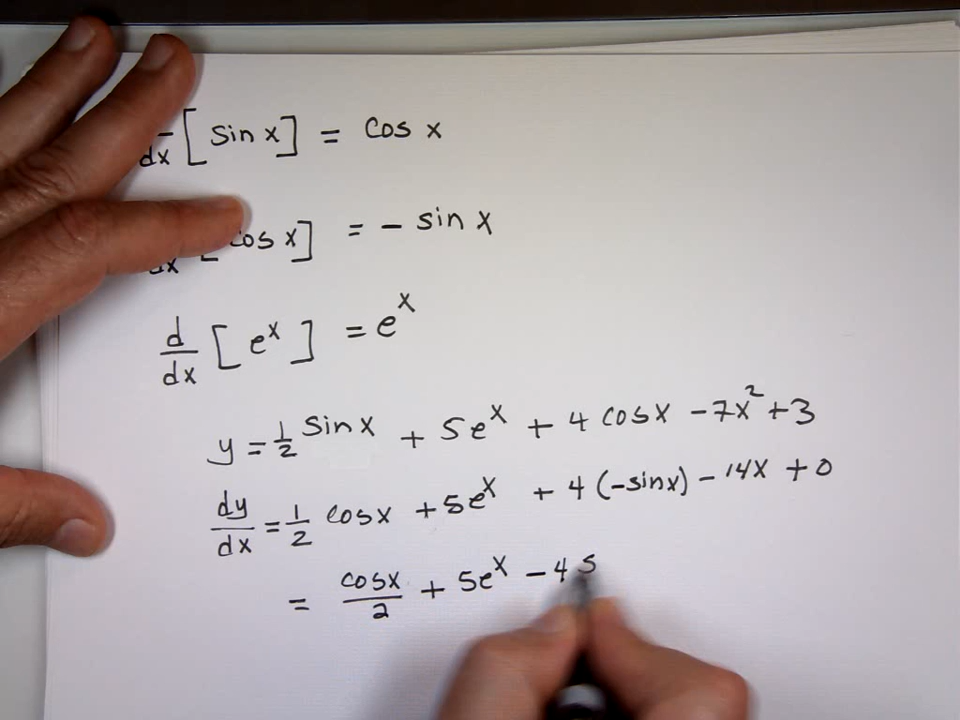 dx [ sin x ] = cos x
dx [ cos x ] = - sin x
d/dx [ e^x ] = e^x
y = 1/2 sin x + 5e^x + 4 cos x - 7x^2 + 3
dy/dx = 1/2 cos x + 5e^x + 4 (-sin x) - 14x + 0
= cos x/2 + 5e^x - 4 s